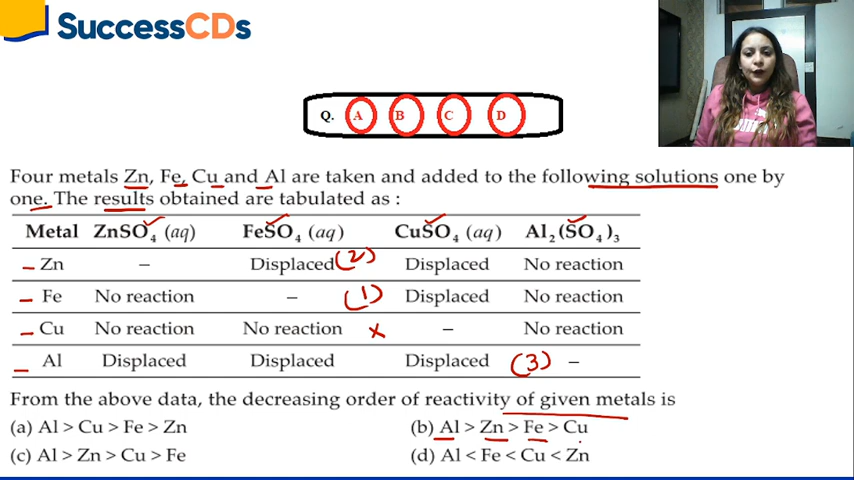 SuccessCDs
Q. A B C D
Four metals Zn, Fe, Cu and Al are taken and added to the following solutions one by
one. The results obtained are tabulated as :
Metal ZnSO4 (aq) FeSO4 (aq) CuSO4 (aq) Al2(SO4)3
Zn – Displaced (2) Displaced No reaction
Fe No reaction – (1) Displaced No reaction
Cu No reaction No reaction x – No reaction
Al Displaced Displaced Displaced (3) –
From the above data, the decreasing order of reactivity of given metals is
(a) Al > Cu > Fe > Zn (b) Al > Zn > Fe > Cu
(c) Al > Zn > Cu > Fe (d) Al < Fe < Cu < Zn